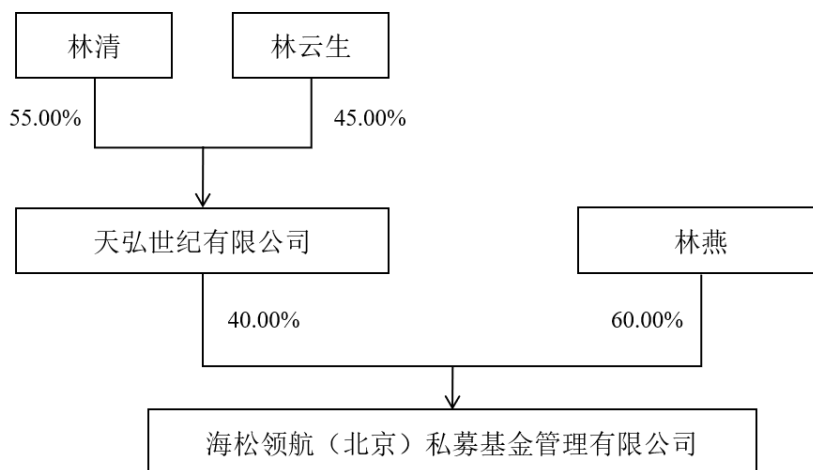 林清
林云生
55.00%
45.00%
天弘世纪有限公司
林燕
40.00%
60.00%
海松领航（北京）私募基金管理有限公司